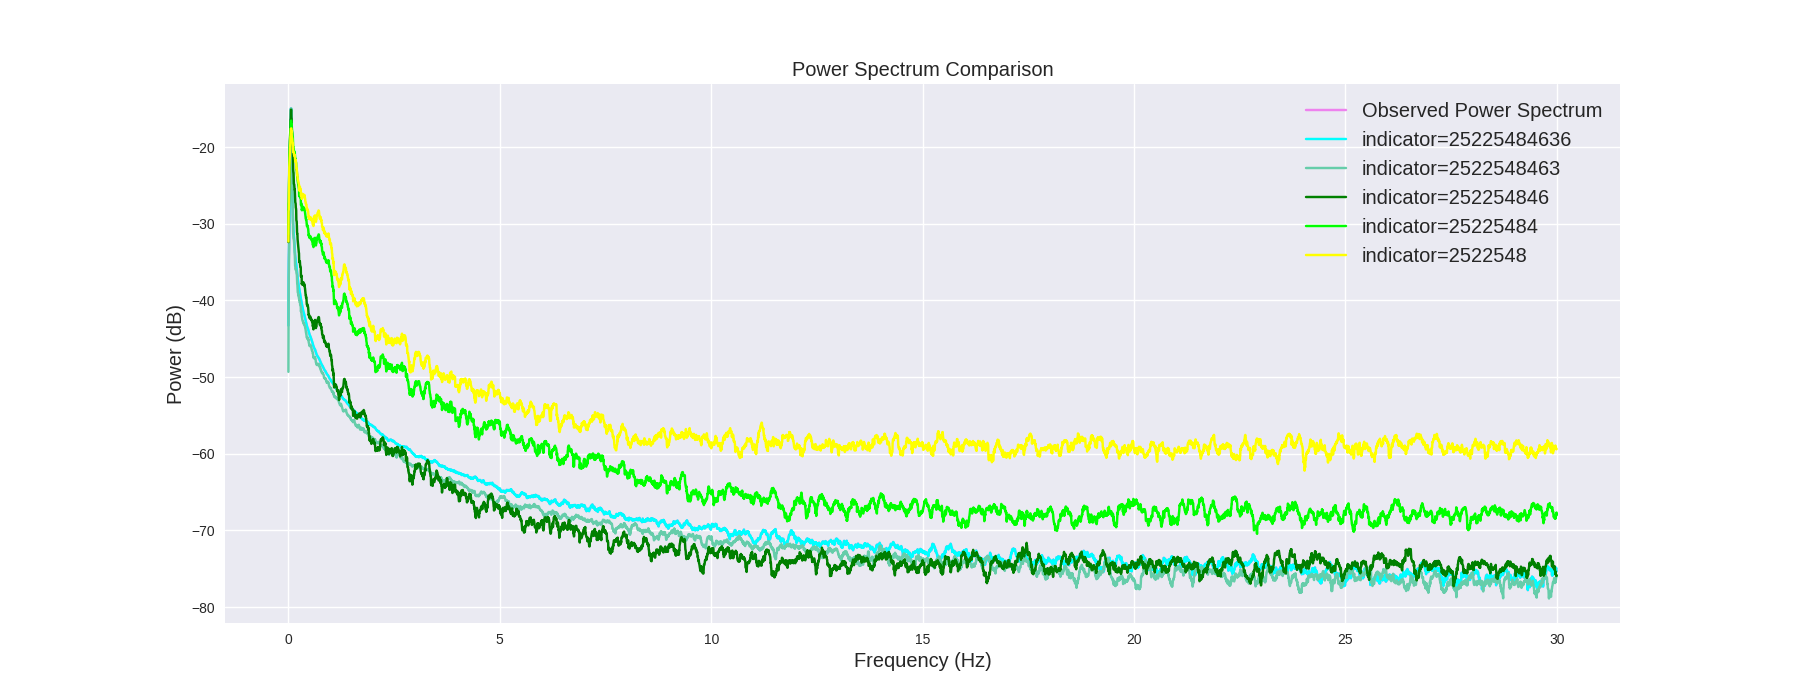 Power Spectrum Comparison
Observed Power Spectrum
indicator=25225484636
indicator=2522548463
indicator=252254846
indicator=25225484
indicator=2522548
Power (dB)
−20
−30
−40
−50
−60
−70
−80
0 5 10 15 20 25 30
Frequency (Hz)